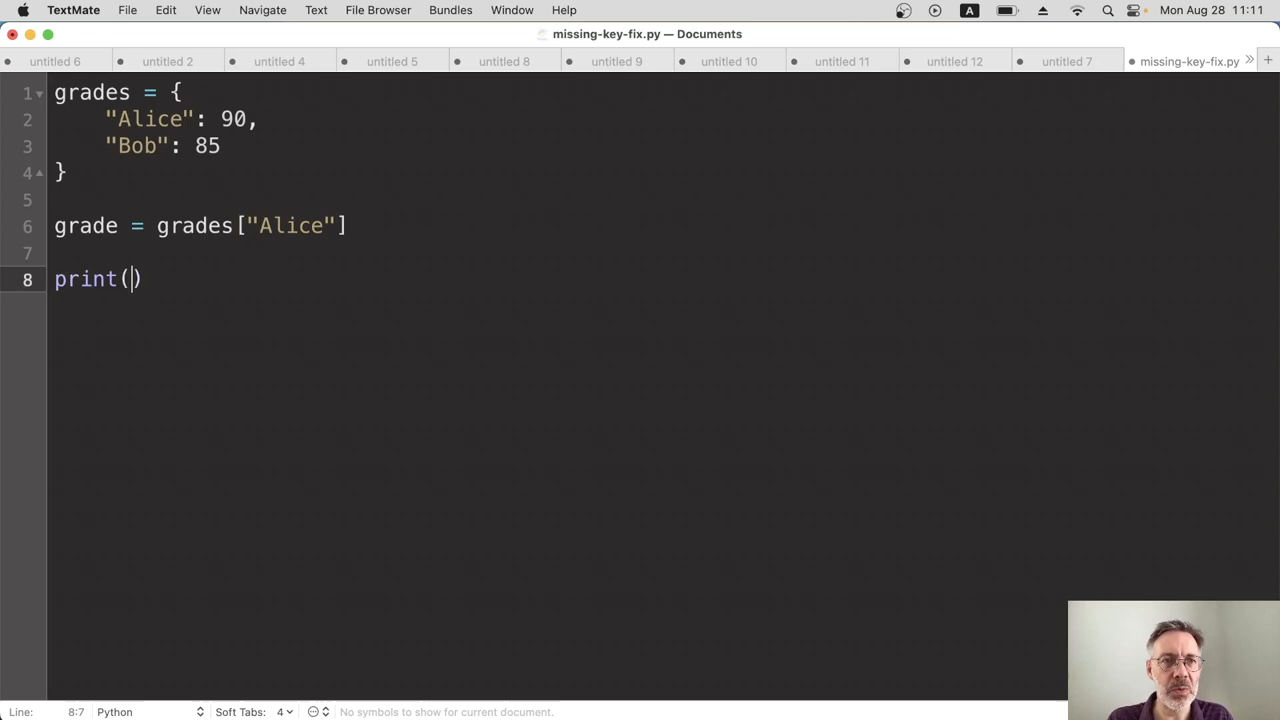 TextMate File Edit View Navigate Text File Browser Bundles Window Help A Mon Aug 28 11:11
missing-key-fix.py — Documents
untitled 6 untitled 2 untitled 4 untitled 5 untitled 8 untitled 9 untitled 10 untitled 11 untitled 12 untitled 7 missing-key-fix.py
1 grades = {
2 "Alice": 90,
3 "Bob": 85
4 }
5
6 grade = grades["Alice"]
7
8 print()
Line: 8:7 Python Soft Tabs: 4 No symbols to show for current document.